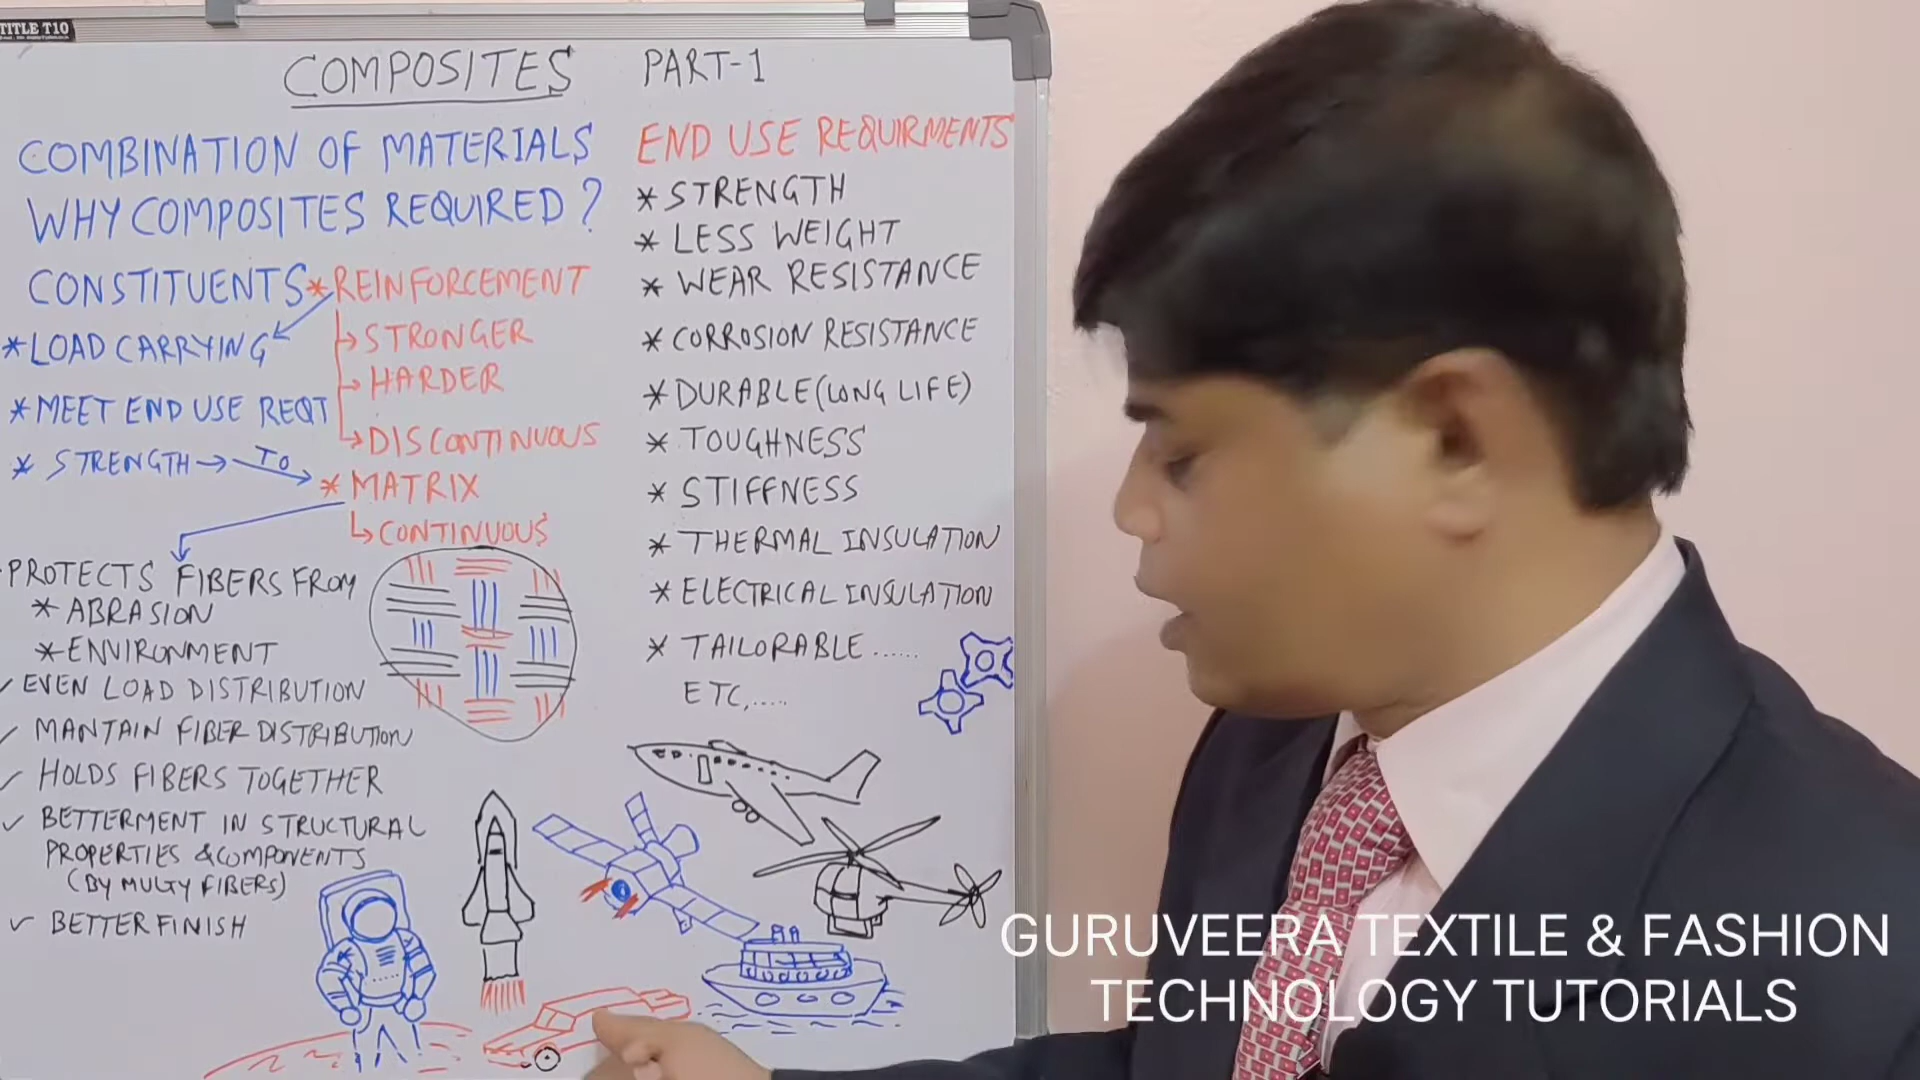 TITLE T10
COMPOSITES PART-1
COMBINATION OF MATERIALS
WHY COMPOSITES REQUIRED ?
CONSTITUENTS * REINFORCEMENT
* LOAD CARRYING
→ STRONGER
→ HARDER
* MEET END USE REQT
→ DISCONTINUOUS
* STRENGTH → TO
* MATRIX
↳ CONTINUOUS
PROTECTS FIBERS FROM
* ABRASION
* ENVIRONMENT
✓ EVEN LOAD DISTRIBUTION
✓ MANTAIN FIBER DISTRIBUTION
✓ HOLDS FIBERS TOGETHER
✓ BETTERMENT IN STRUCTURAL
PROPERTIES & COMPONENTS
(BY MULTY FIBERS)
✓ BETTER FINISH
END USE REQUIRMENTS
* STRENGTH
* LESS WEIGHT
* WEAR RESISTANCE
* CORROSION RESISTANCE
* DURABLE (LONG LIFE)
* TOUGHNESS
* STIFFNESS
* THERMAL INSULATION
* ELECTRICAL INSULATION
* TAILORABLE ......
ETC,.....
GURUVEERA TEXTILE & FASHION
TECHNOLOGY TUTORIALS